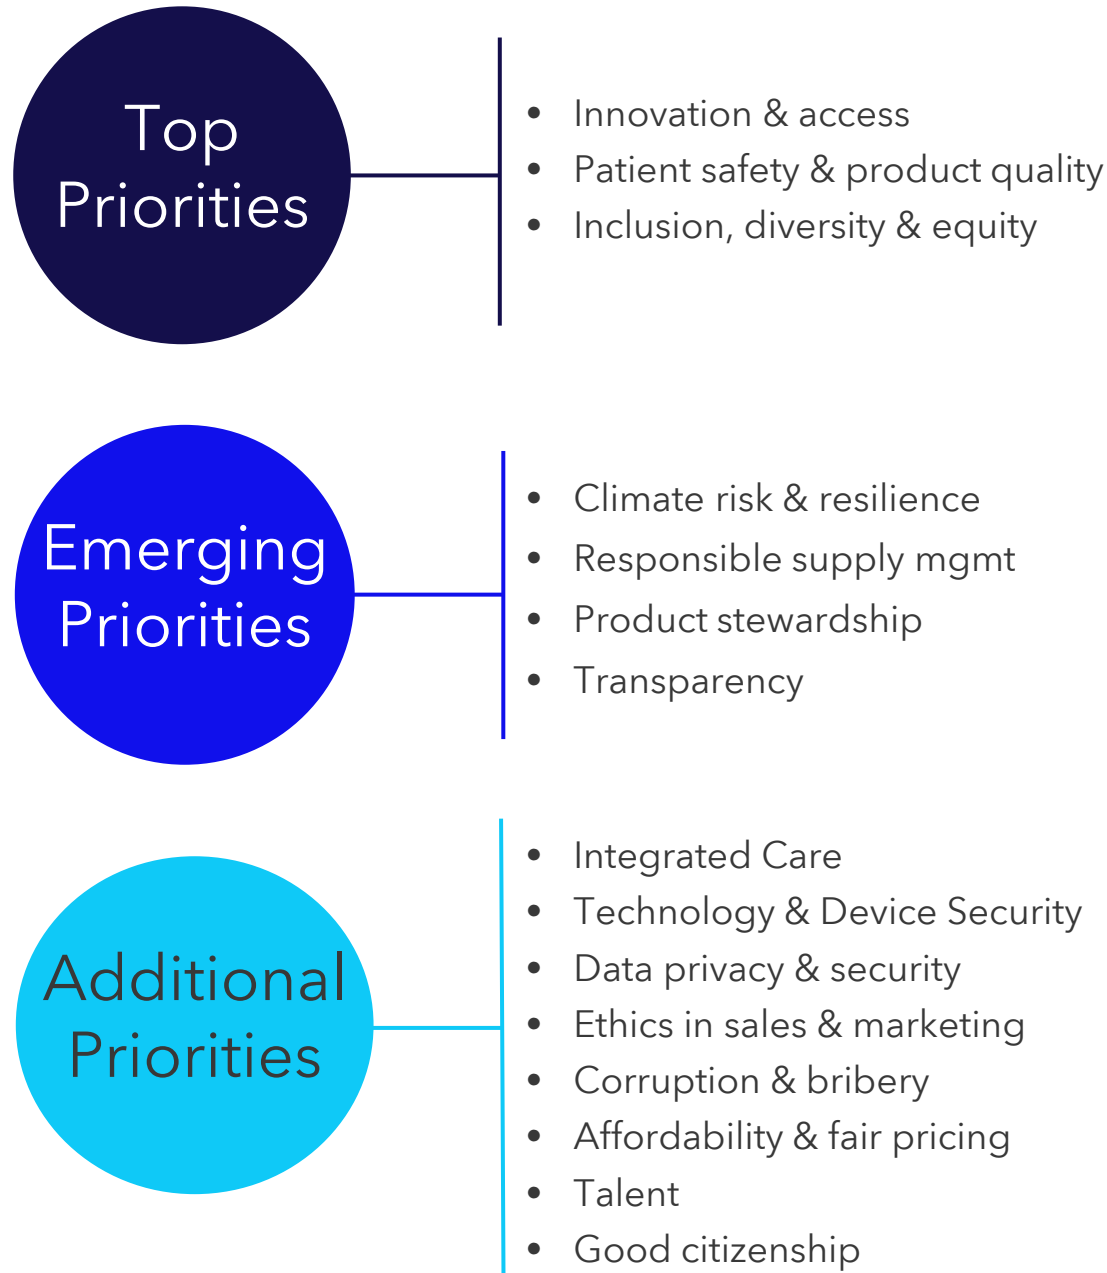 Top
Priorities
• Innovation & access
• Patient safety & product quality
• Inclusion, diversity & equity
Emerging
Priorities
• Climate risk & resilience
• Responsible supply mgmt
• Product stewardship
• Transparency
Additional
Priorities
• Integrated Care
• Technology & Device Security
• Data privacy & security
• Ethics in sales & marketing
• Corruption & bribery
• Affordability & fair pricing
• Talent
• Good citizenship